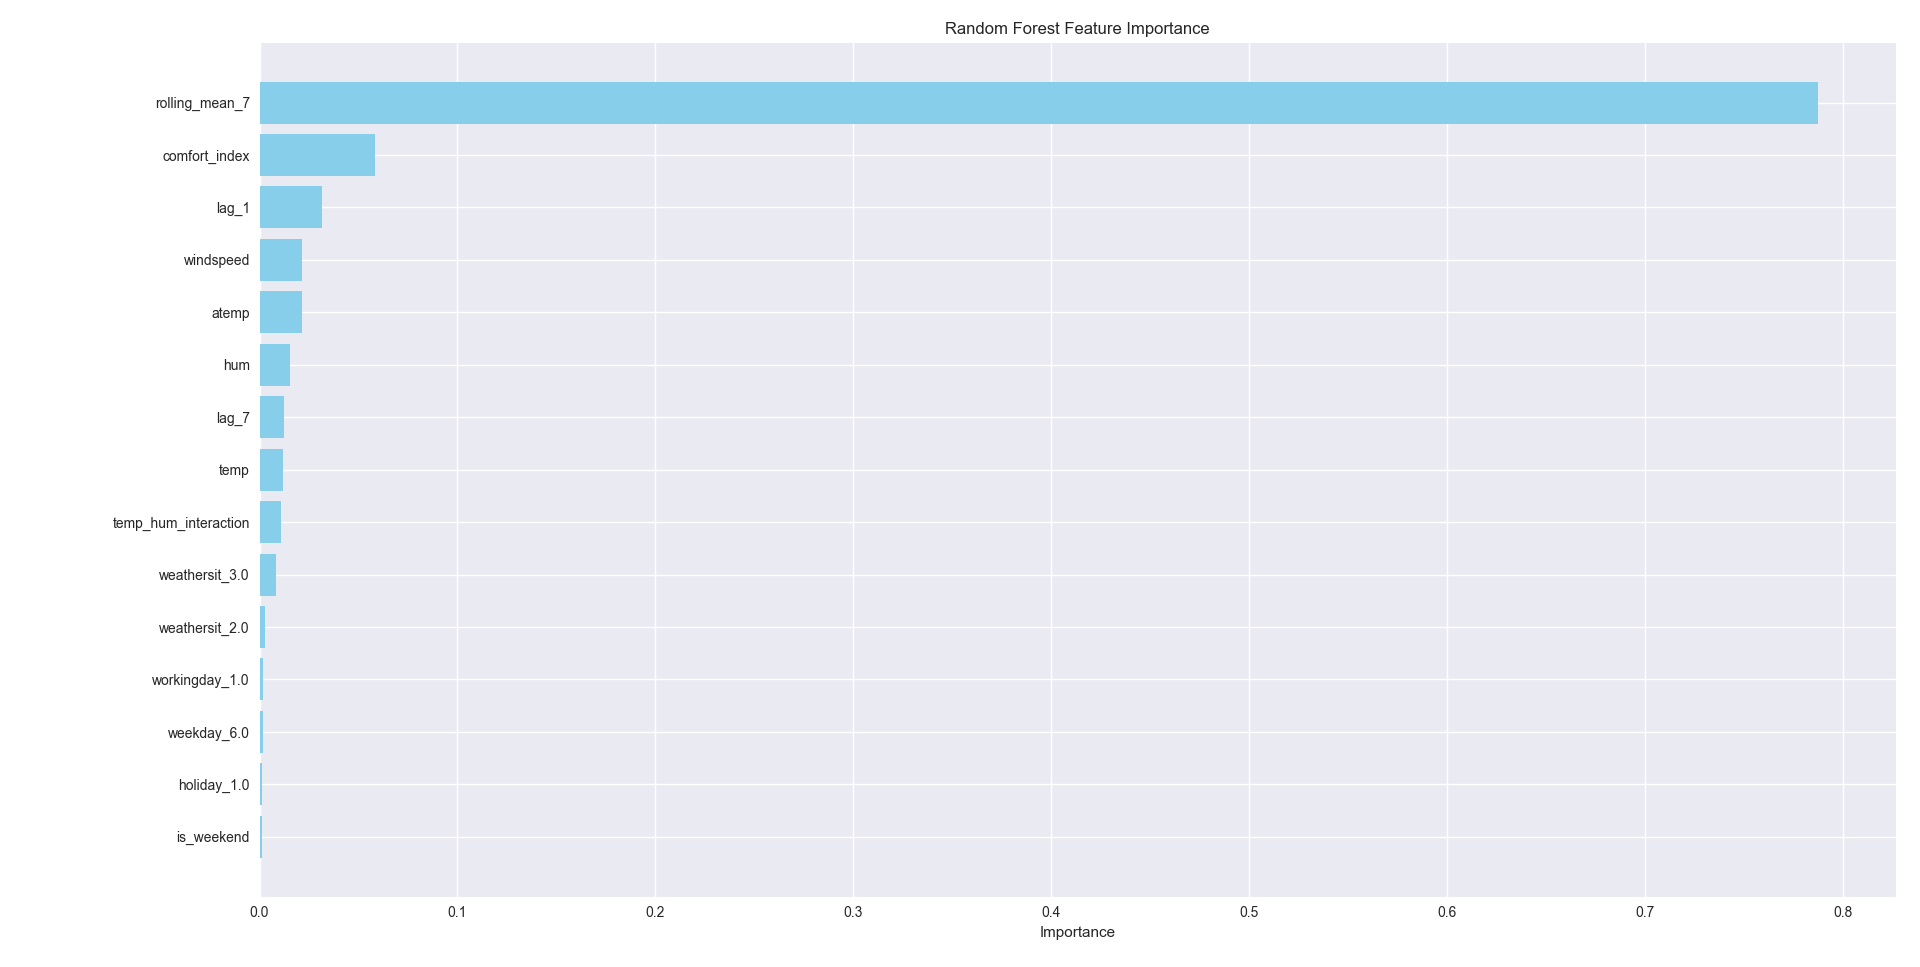 Random Forest Feature Importance
rolling_mean_7
comfort_index
lag_1
windspeed
atemp
hum
lag_7
temp
temp_hum_interaction
weathersit_3.0
weathersit_2.0
workingday_1.0
weekday_6.0
holiday_1.0
is_weekend
0.0 0.1 0.2 0.3 0.4 0.5 0.6 0.7 0.8
Importance